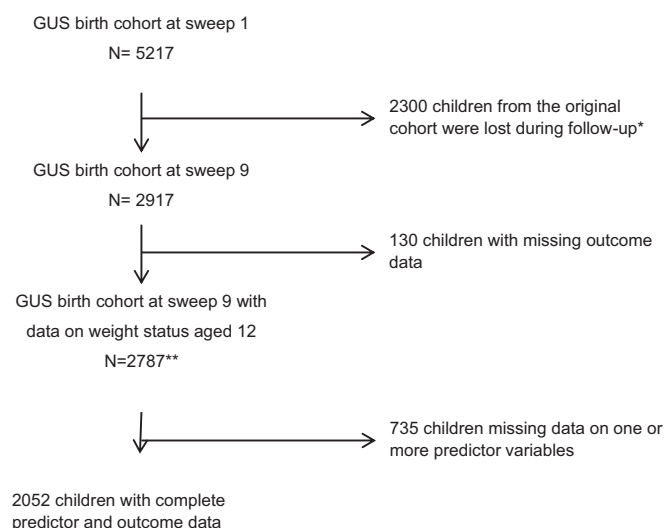 GUS birth cohort at sweep 1
N= 5217
2300 children from the original
cohort were lost during follow-up*
GUS birth cohort at sweep 9
N= 2917
130 children with missing outcome
data
GUS birth cohort at sweep 9 with
data on weight status aged 12
N=2787**
735 children missing data on one or
more predictor variables
2052 children with complete
predictor and outcome data